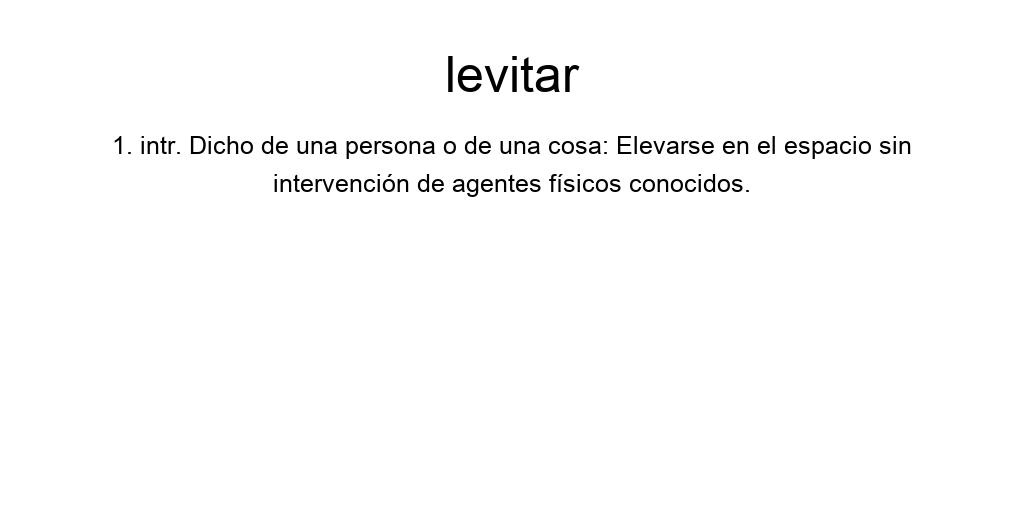 levitar
1. intr. Dicho de una persona o de una cosa: Elevarse en el espacio sin
intervención de agentes físicos conocidos.